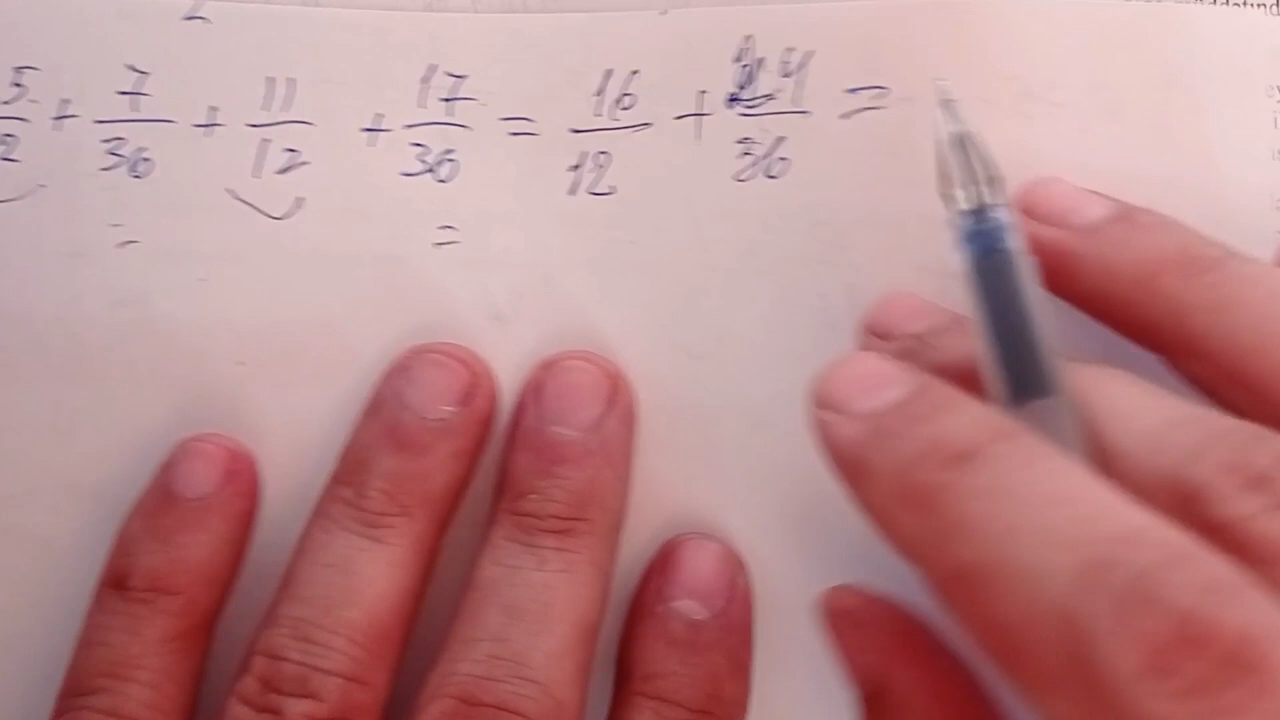 5/12 + 7/36 + 11/12 + 17/36 = 16/12 + 24/36 =